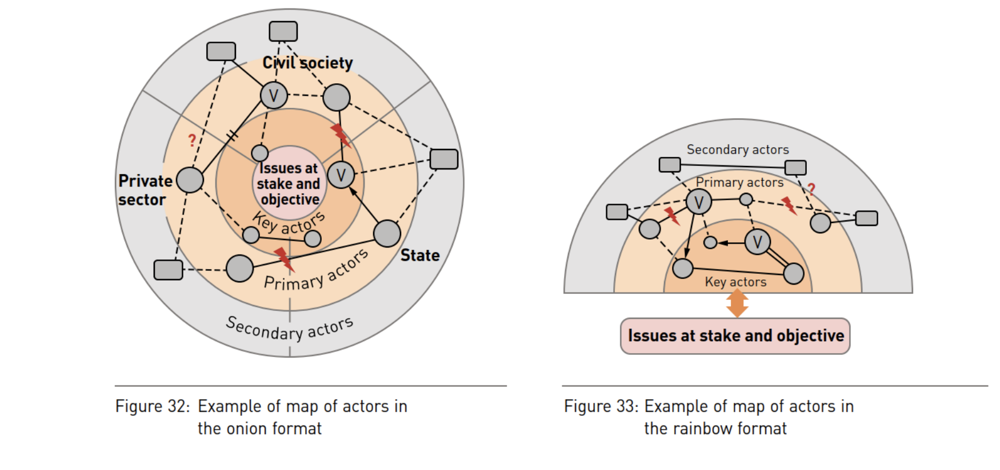 Civil society
V
?
V
Issues at
stake and
objective
Private
sector
Key actors
State
Primary actors
Secondary actors
Figure 32: Example of map of actors in
the onion format
Secondary actors
Primary actors
?
V
V
Key actors
Issues at stake and objective
Figure 33: Example of map of actors in
the rainbow format